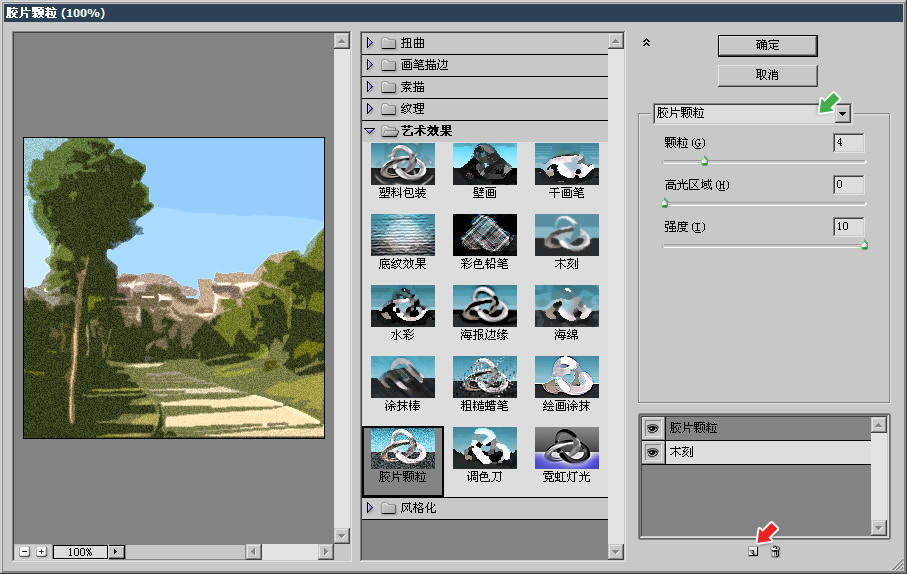 胶片颗粒 (100%)
扭曲
画笔描边
素描
纹理
艺术效果
塑料包装 壁画 干画笔
底纹效果 彩色铅笔 木刻
水彩 海报边缘 海绵
涂抹棒 粗糙蜡笔 绘画涂抹
胶片颗粒 调色刀 霓虹灯光
风格化
100%
确定
取消
胶片颗粒
颗粒(G) 4
高光区域(H) 0
强度(I) 10
胶片颗粒
木刻